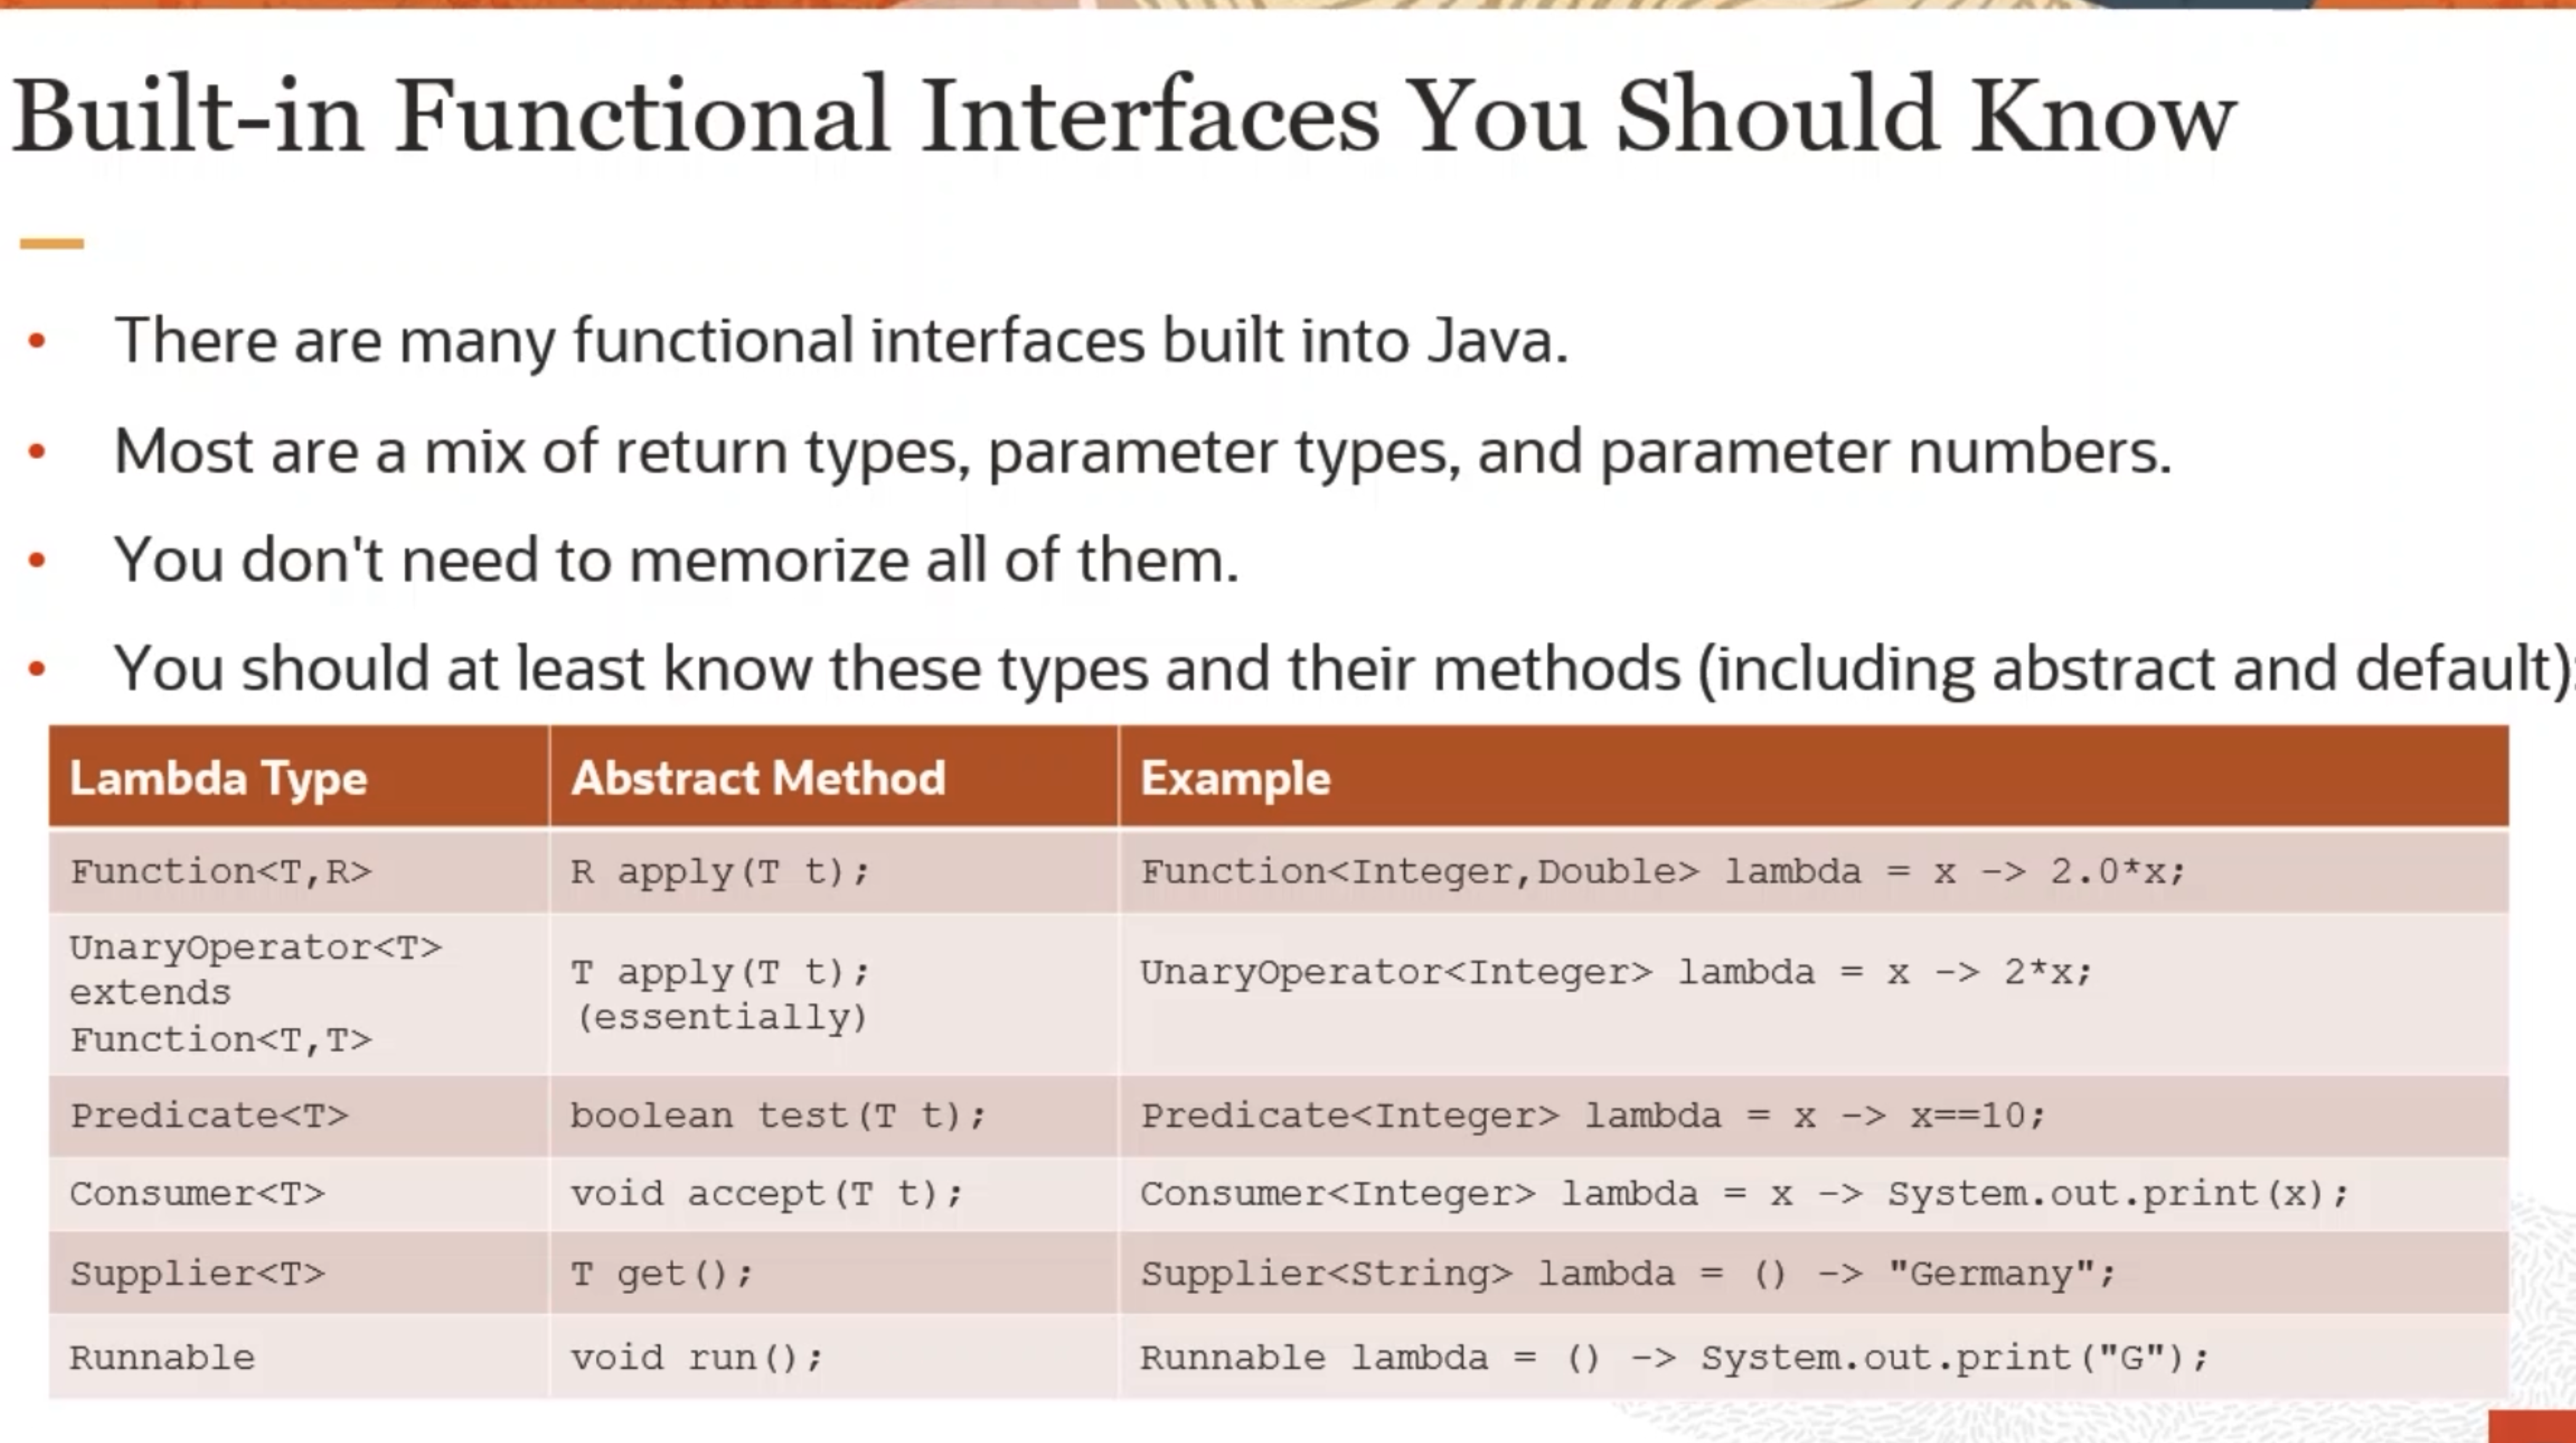 Built-in Functional Interfaces You Should Know
• There are many functional interfaces built into Java.
• Most are a mix of return types, parameter types, and parameter numbers.
• You don't need to memorize all of them.
• You should at least know these types and their methods (including abstract and default):
Lambda Type Abstract Method Example
Function<T,R> R apply(T t); Function<Integer,Double> lambda = x -> 2.0*x;
UnaryOperator<T>
extends
Function<T,T>
T apply(T t);
(essentially)
UnaryOperator<Integer> lambda = x -> 2*x;
Predicate<T> boolean test(T t); Predicate<Integer> lambda = x -> x==10;
Consumer<T> void accept(T t); Consumer<Integer> lambda = x -> System.out.print(x);
Supplier<T> T get(); Supplier<String> lambda = () -> "Germany";
Runnable void run(); Runnable lambda = () -> System.out.print("G");